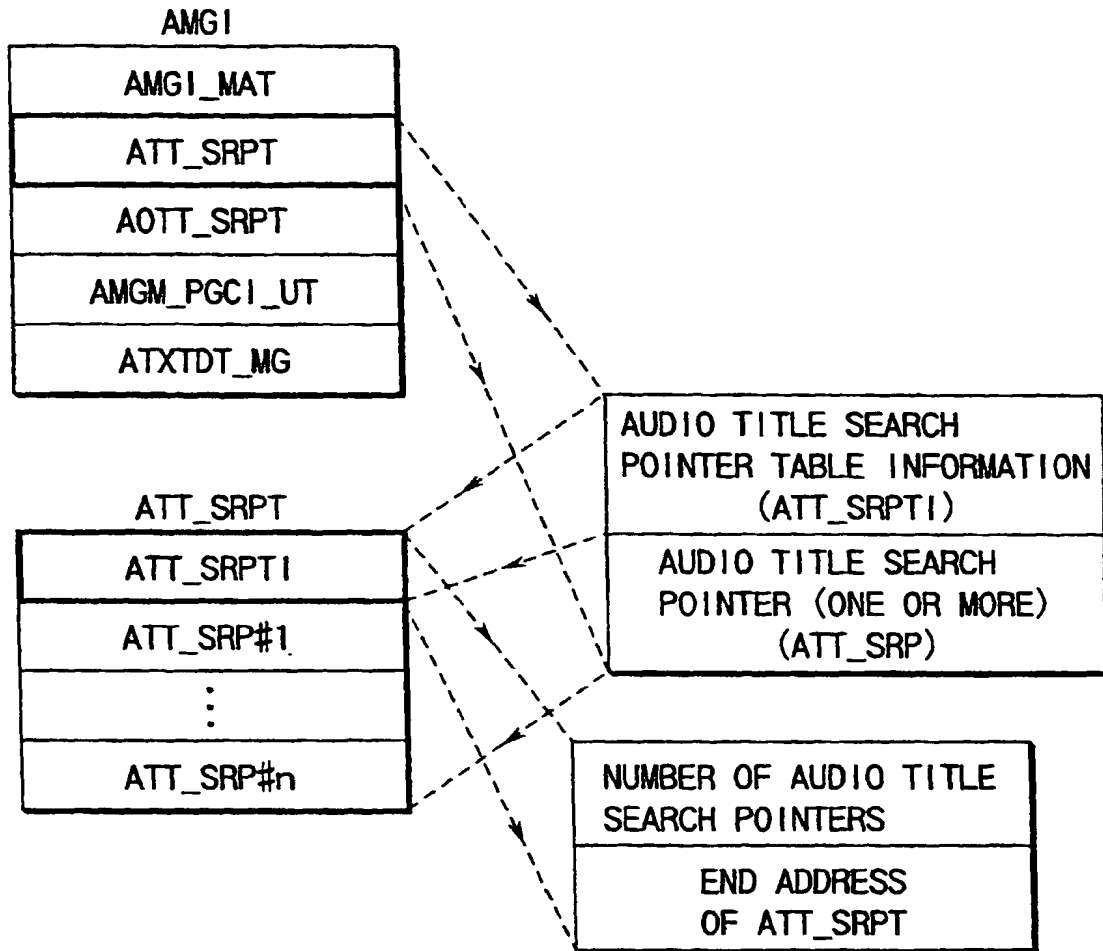 AMGI
AMGI_MAT
ATT_SRPT
AOTT_SRPT
AMGM_PGCI_UT
ATXTDT_MG
AUDIO TITLE SEARCH
POINTER TABLE INFORMATION
(ATT_SRPTI)
AUDIO TITLE SEARCH
POINTER (ONE OR MORE)
(ATT_SRP)
ATT_SRPT
ATT_SRPTI
ATT_SRP#1
⋮
ATT_SRP#n
NUMBER OF AUDIO TITLE
SEARCH POINTERS
END ADDRESS
OF ATT_SRPT